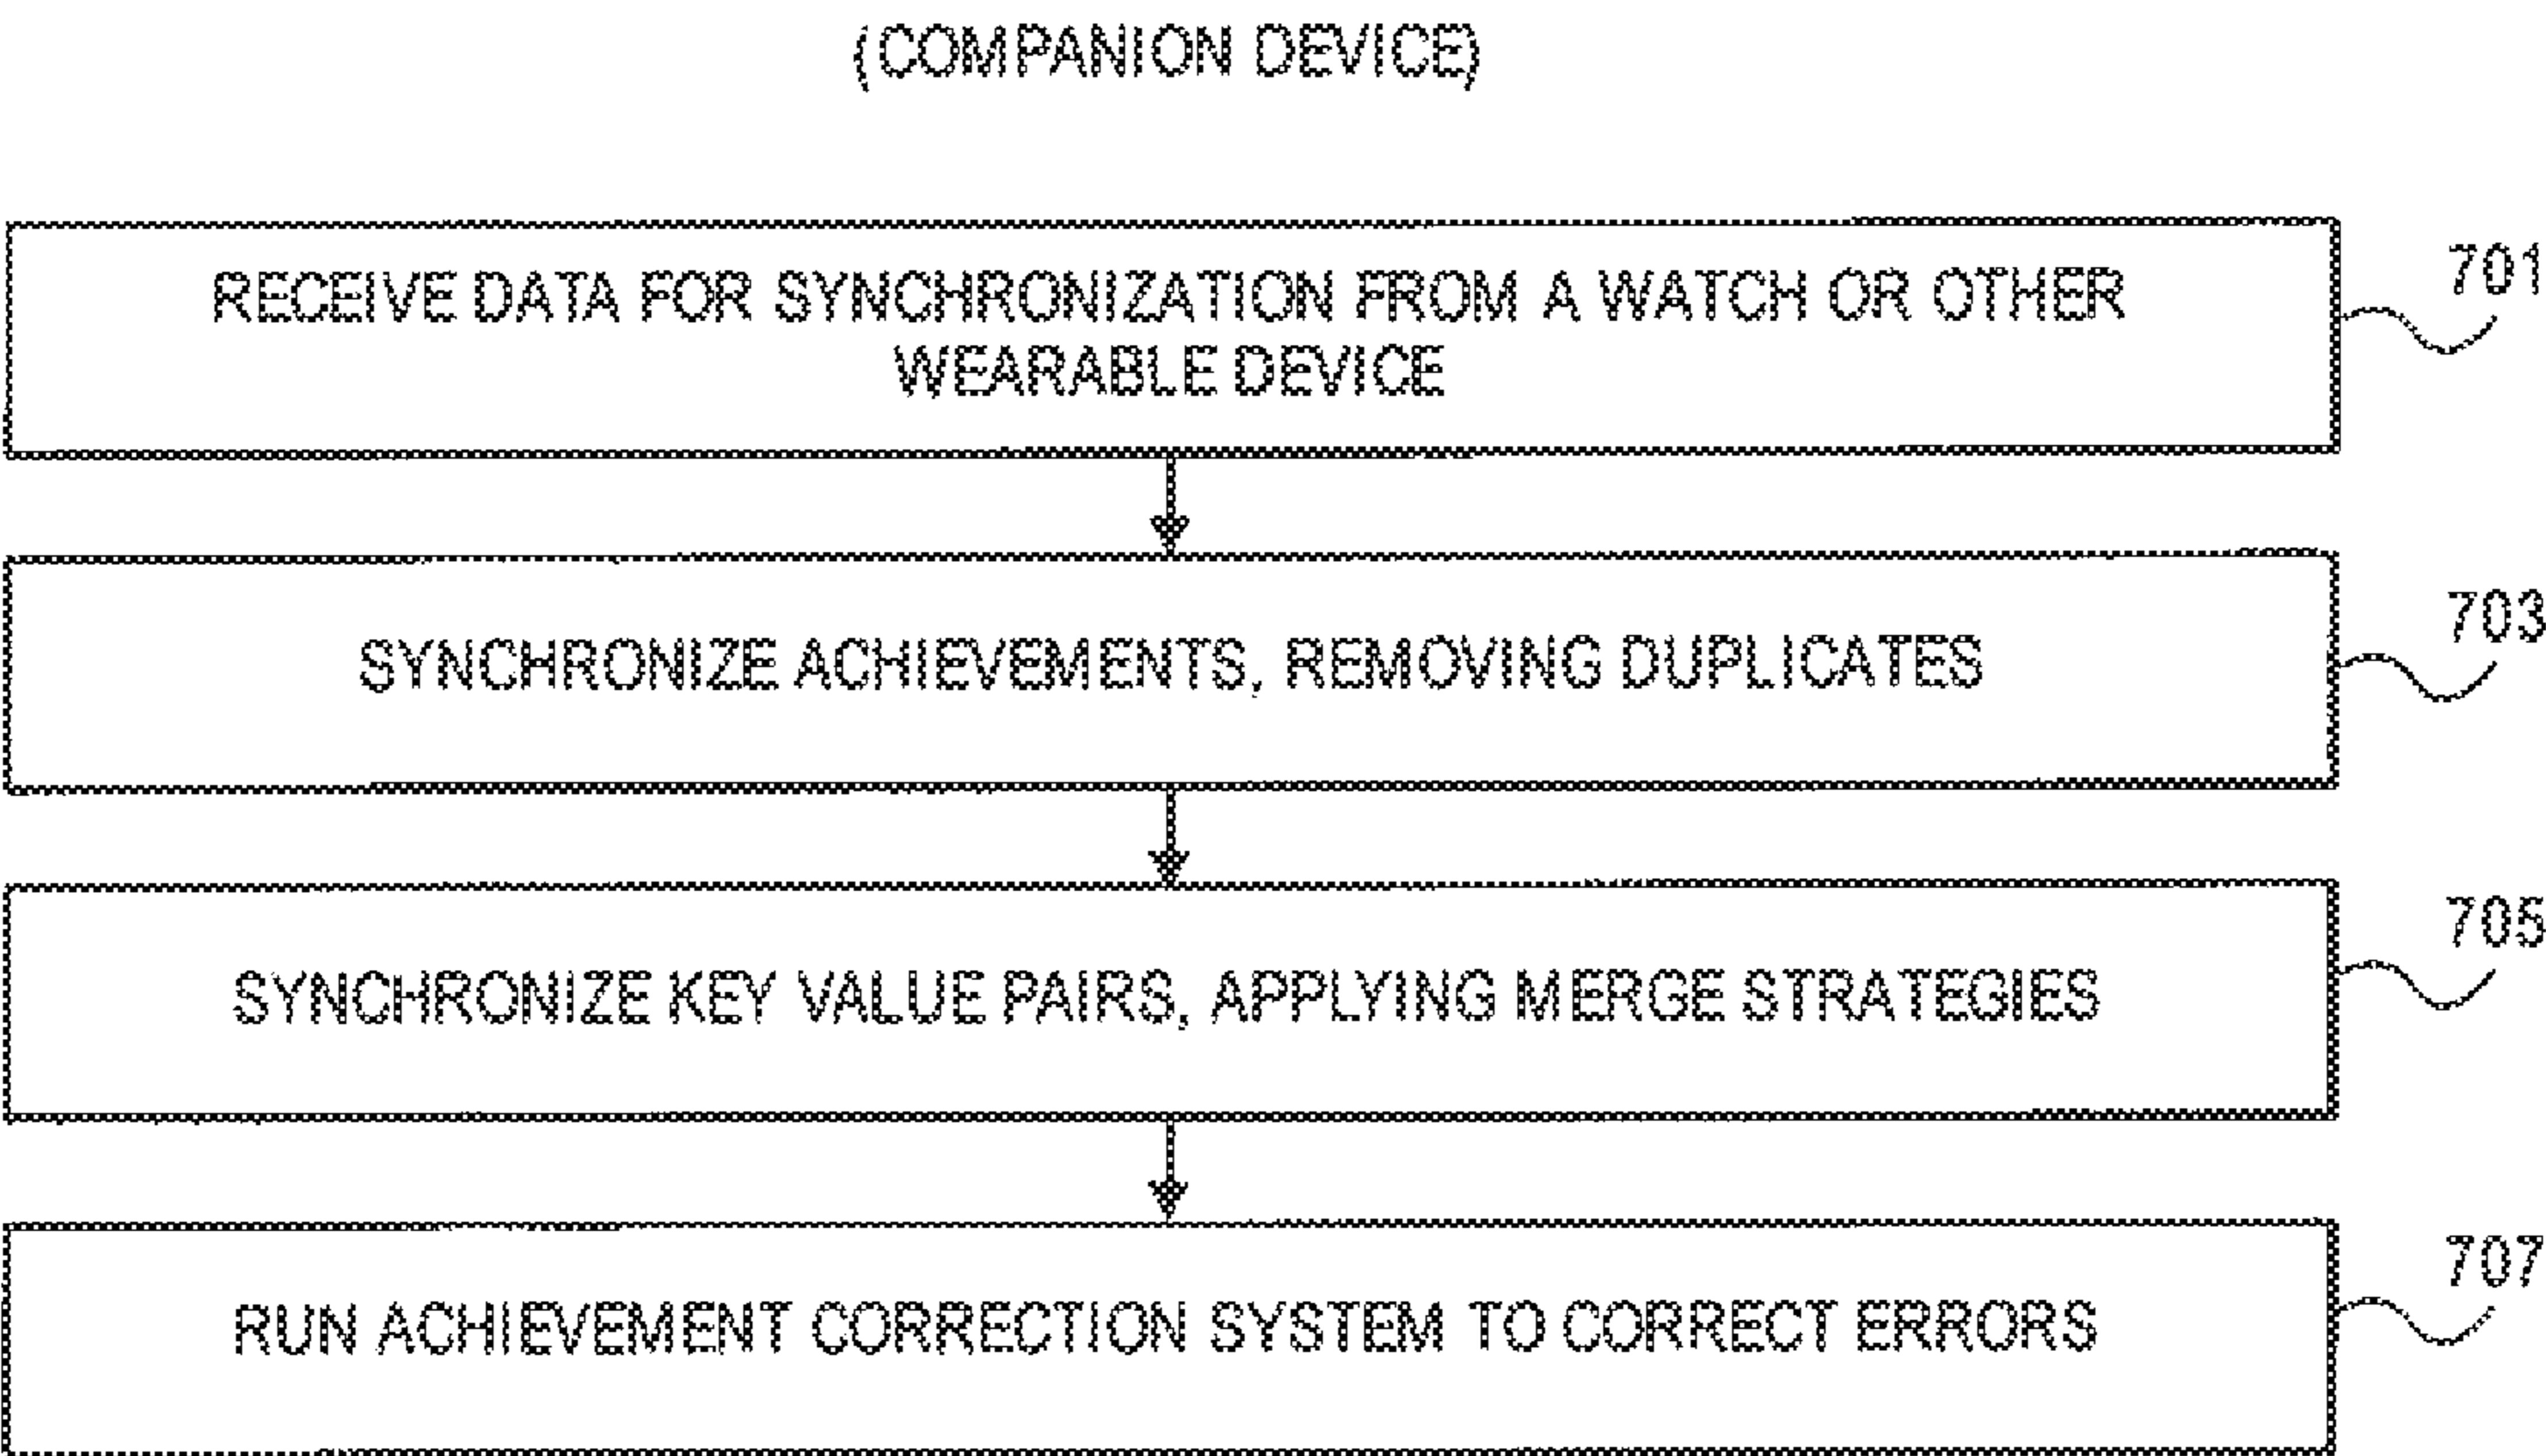 (COMPANION DEVICE)
RECEIVE DATA FOR SYNCHRONIZATION FROM A WATCH OR OTHER
WEARABLE DEVICE
701
SYNCHRONIZE ACHIEVEMENTS, REMOVING DUPLICATES
703
SYNCHRONIZE KEY VALUE PAIRS, APPLYING MERGE STRATEGIES
705
RUN ACHIEVEMENT CORRECTION SYSTEM TO CORRECT ERRORS
707